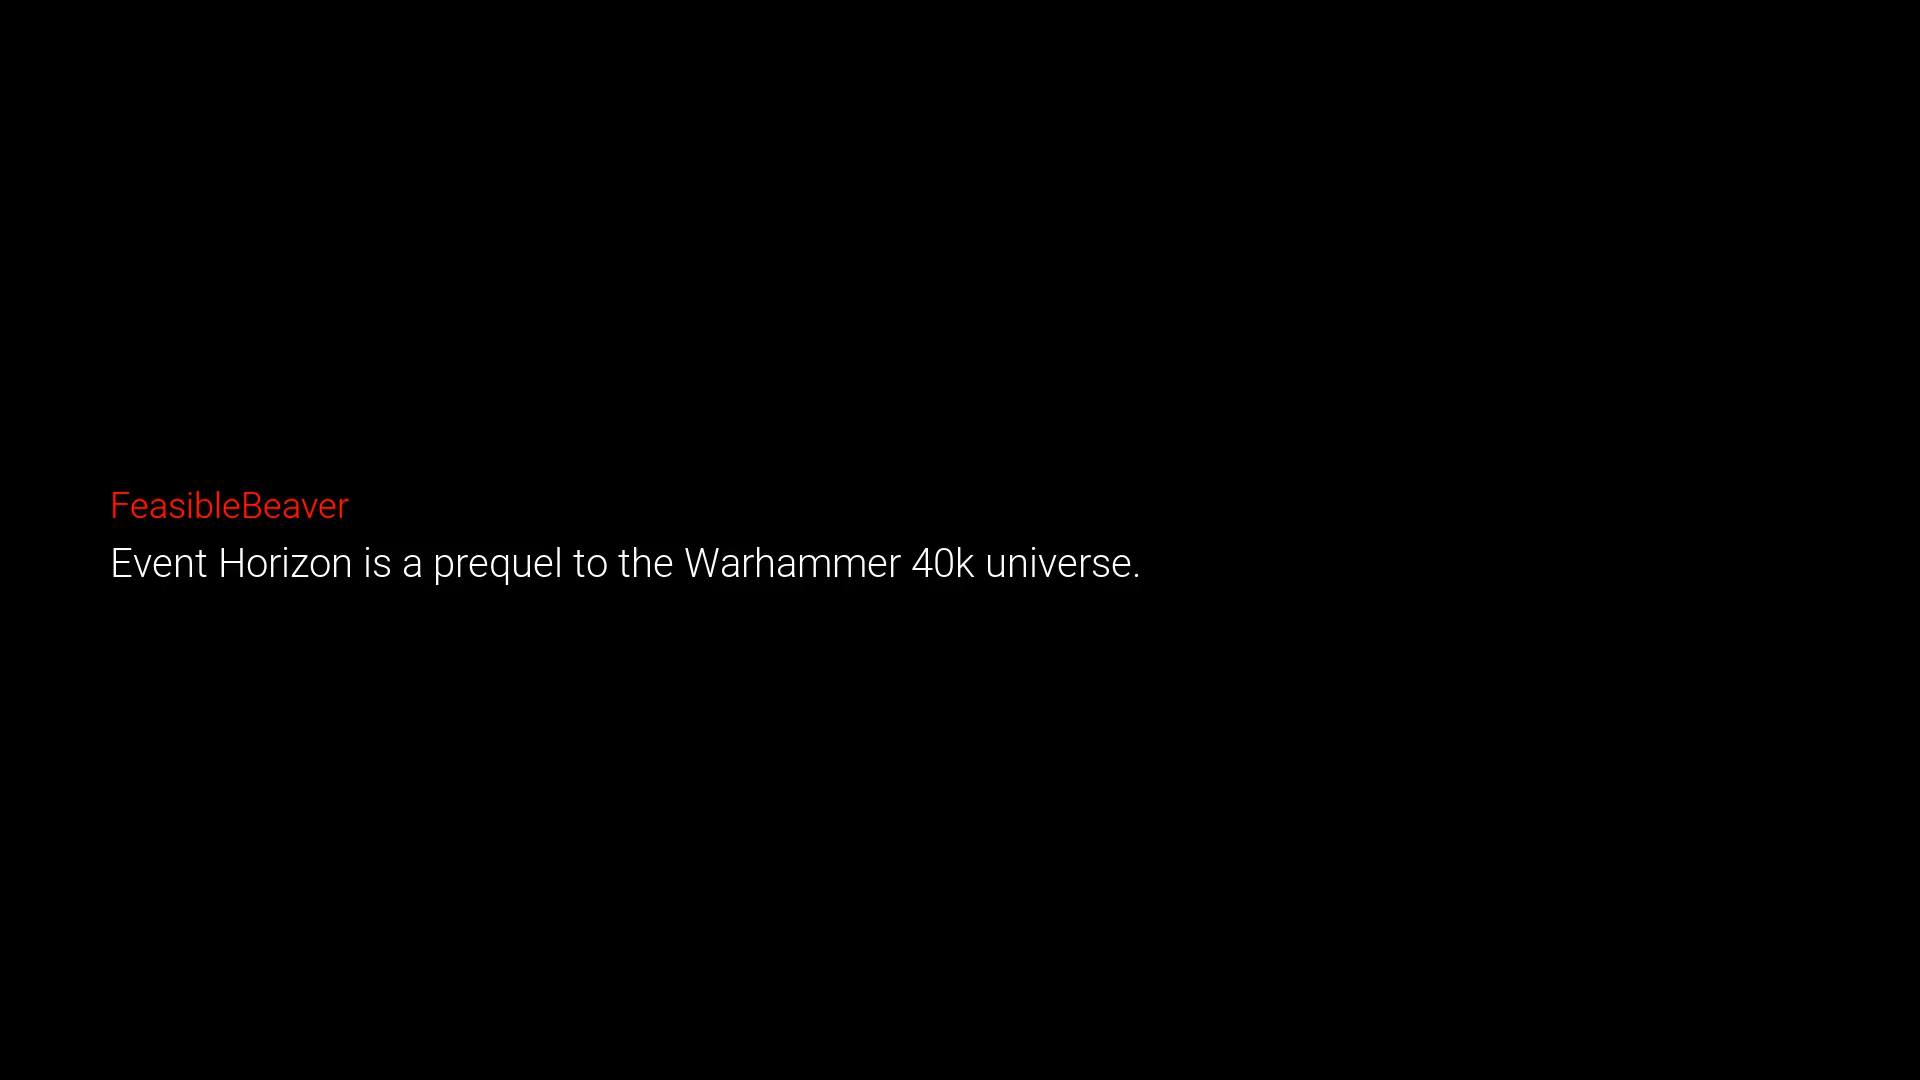 FeasibleBeaver
Event Horizon is a prequel to the Warhammer 40k universe.